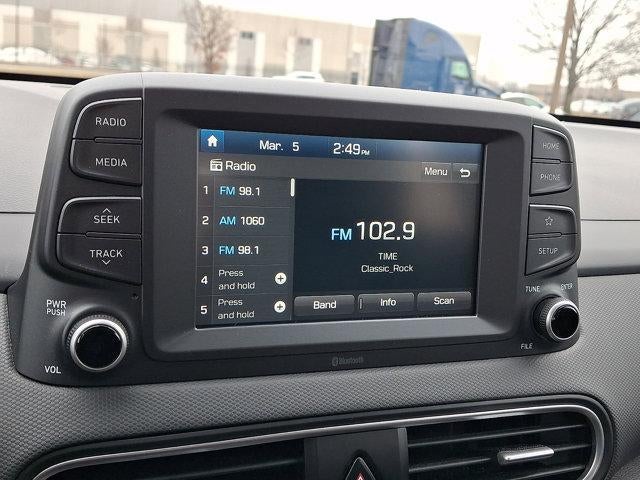 RADIO
MEDIA
SEEK
TRACK
PWR
PUSH
VOL
Mar. 5 2:49PM
Radio
Menu
1 FM 98.1
2 AM 1060
3 FM 98.1
4 Press
and hold
5 Press
and hold
FM 102.9
TIME
Classic_Rock
Band
Info
Scan
HOME
PHONE
SETUP
TUNE
ENTER
FILE
Bluetooth